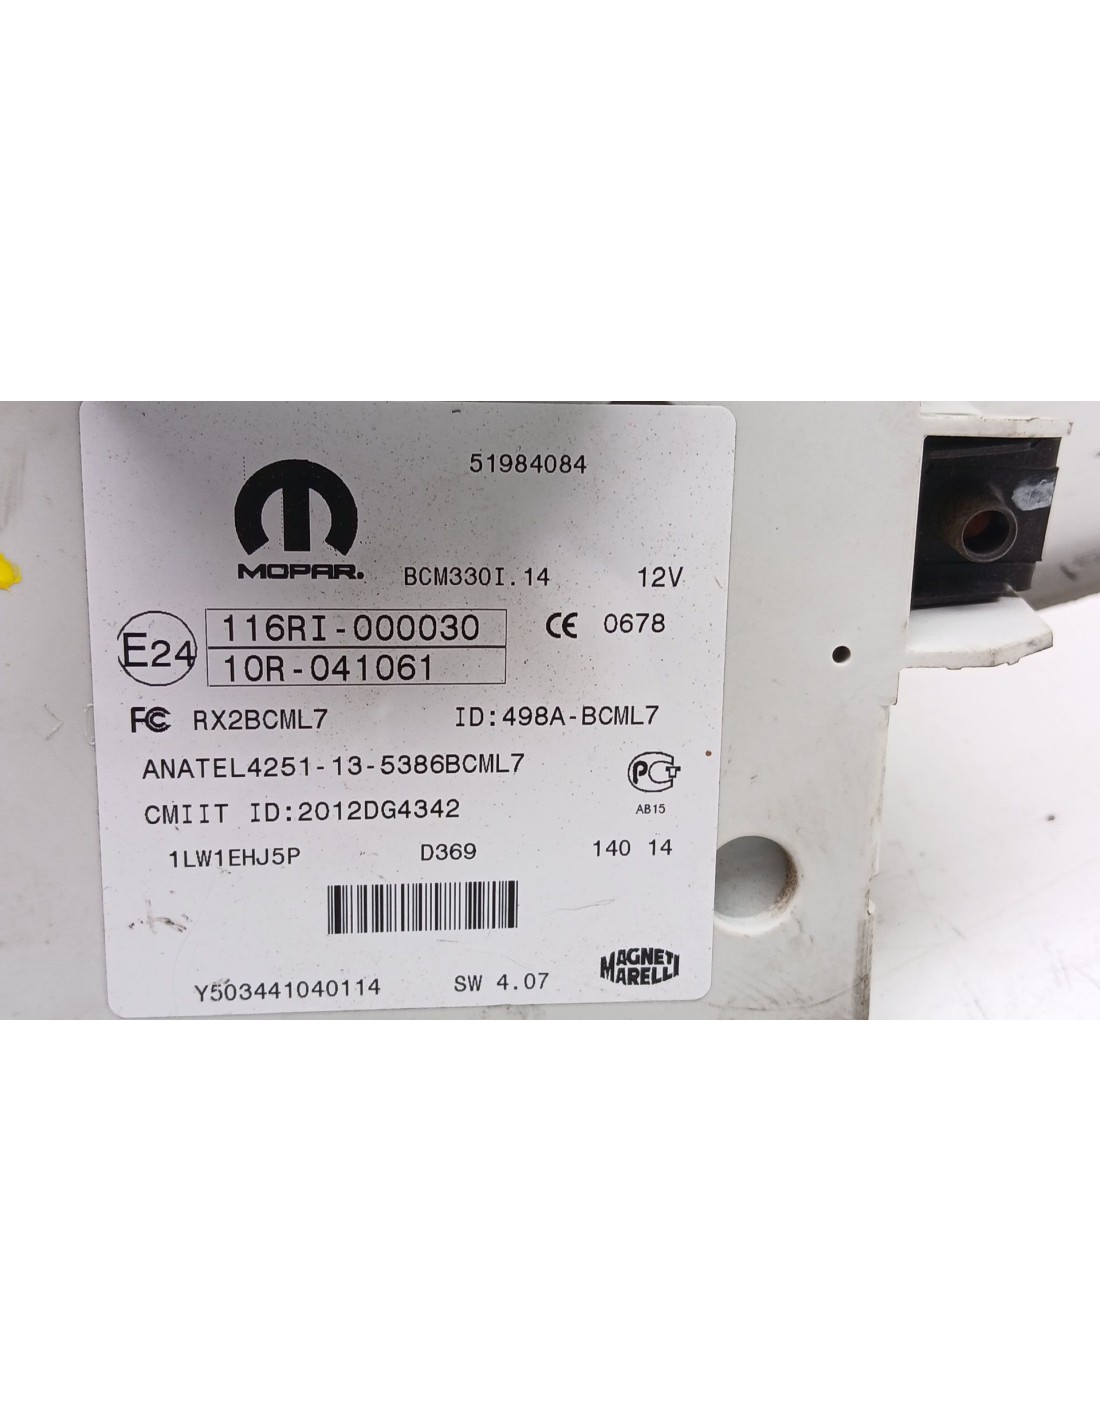 51984084
MOPAR.
BCM330I.14 12V
E24 116RI-000030 CE 0678
10R-041061
FC RX2BCML7 ID:498A-BCML7
ANATEL4251-13-5386BCML7 PCT
CMIIT ID:2012DG4342 AB15
1LW1EHJ5P D369 140 14
MAGNETI
MARELLI
Y503441040114 SW 4.07